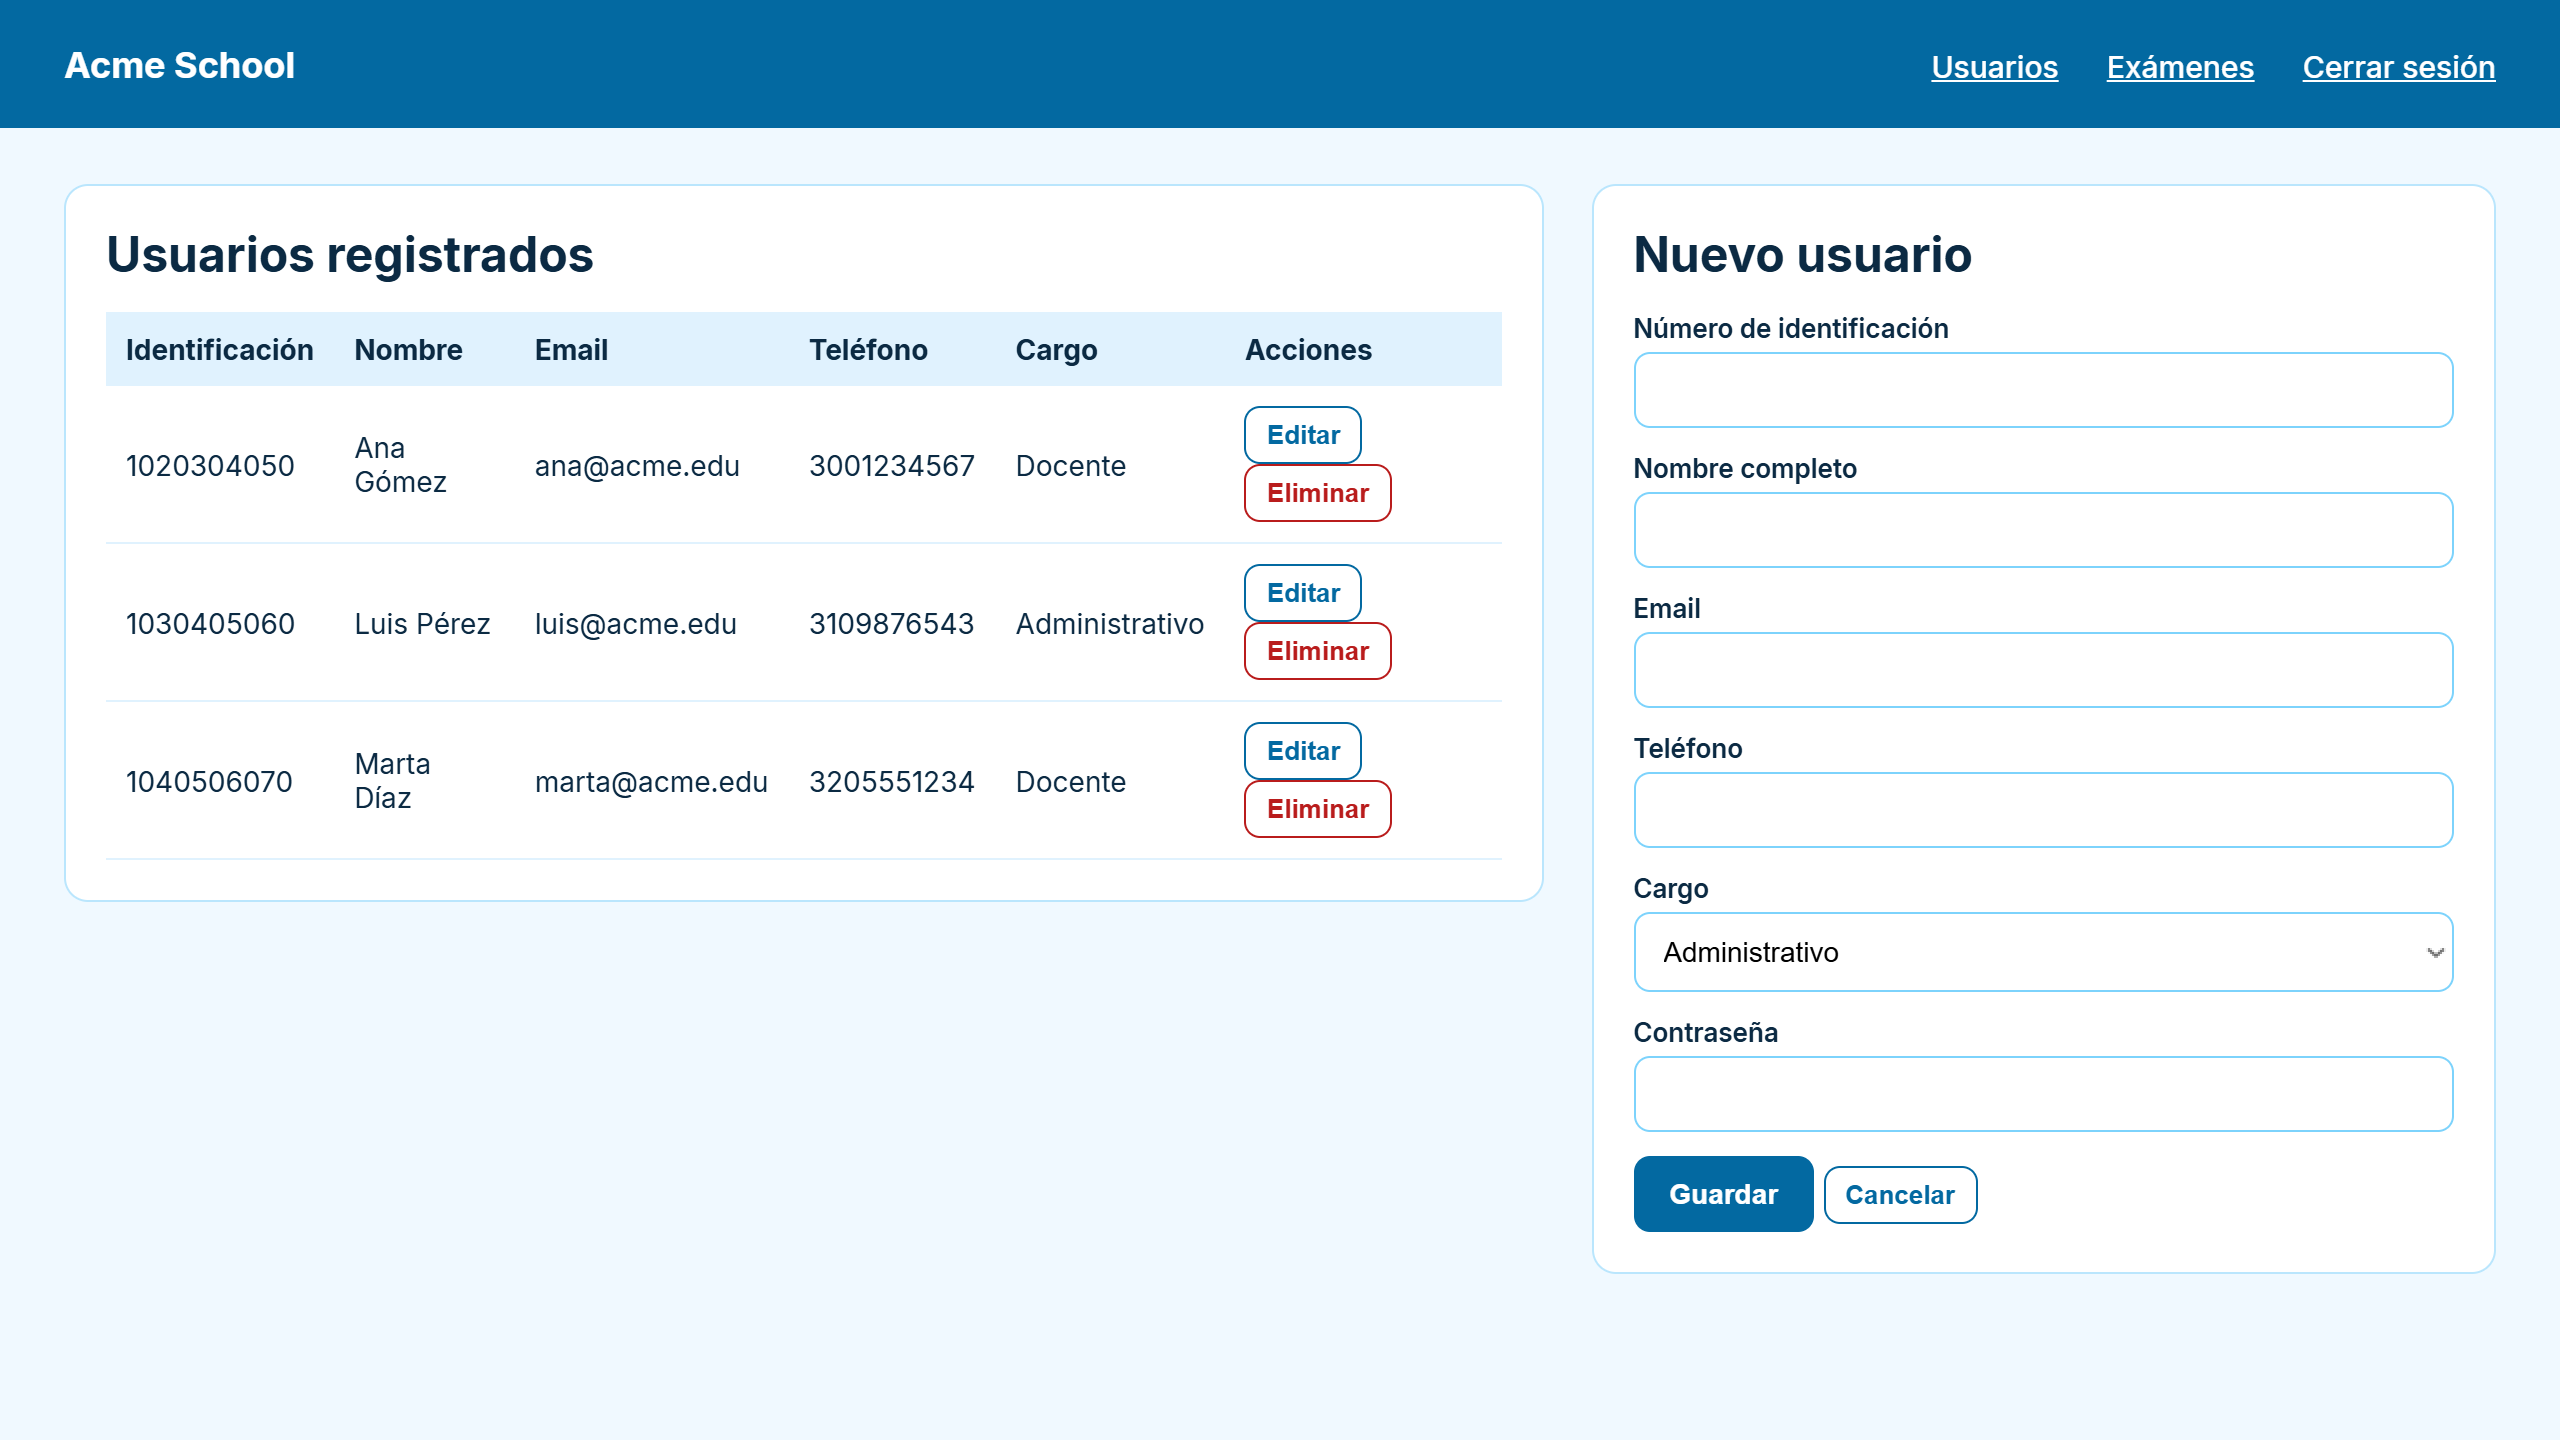 Acme School
Usuarios Exámenes Cerrar sesión
Usuarios registrados
Identificación Nombre Email Teléfono Cargo Acciones
1020304050 Ana Gómez ana@acme.edu 3001234567 Docente Editar Eliminar
1030405060 Luis Pérez luis@acme.edu 3109876543 Administrativo Editar Eliminar
1040506070 Marta Díaz marta@acme.edu 3205551234 Docente Editar Eliminar
Nuevo usuario
Número de identificación
Nombre completo
Email
Teléfono
Cargo
Administrativo
Contraseña
Guardar Cancelar